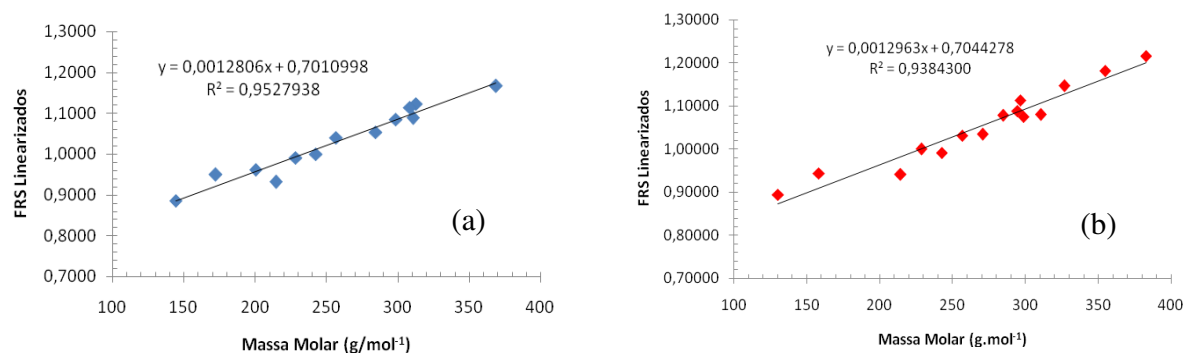 (a)
1,3000
1,2000
1,1000
1,0000
0,9000
0,8000
0,7000
FRS Linearizados
y = 0,0012806x + 0,7010998
R² = 0,9527938
100 150 200 250 300 350 400
Massa Molar (g/mol⁻¹)
(b)
1,30000
1,20000
1,10000
1,00000
0,90000
0,80000
0,70000
FRS Linearizados
y = 0,0012963x + 0,7044278
R² = 0,9384300
100 150 200 250 300 350 400
Massa Molar (g.mol⁻¹)